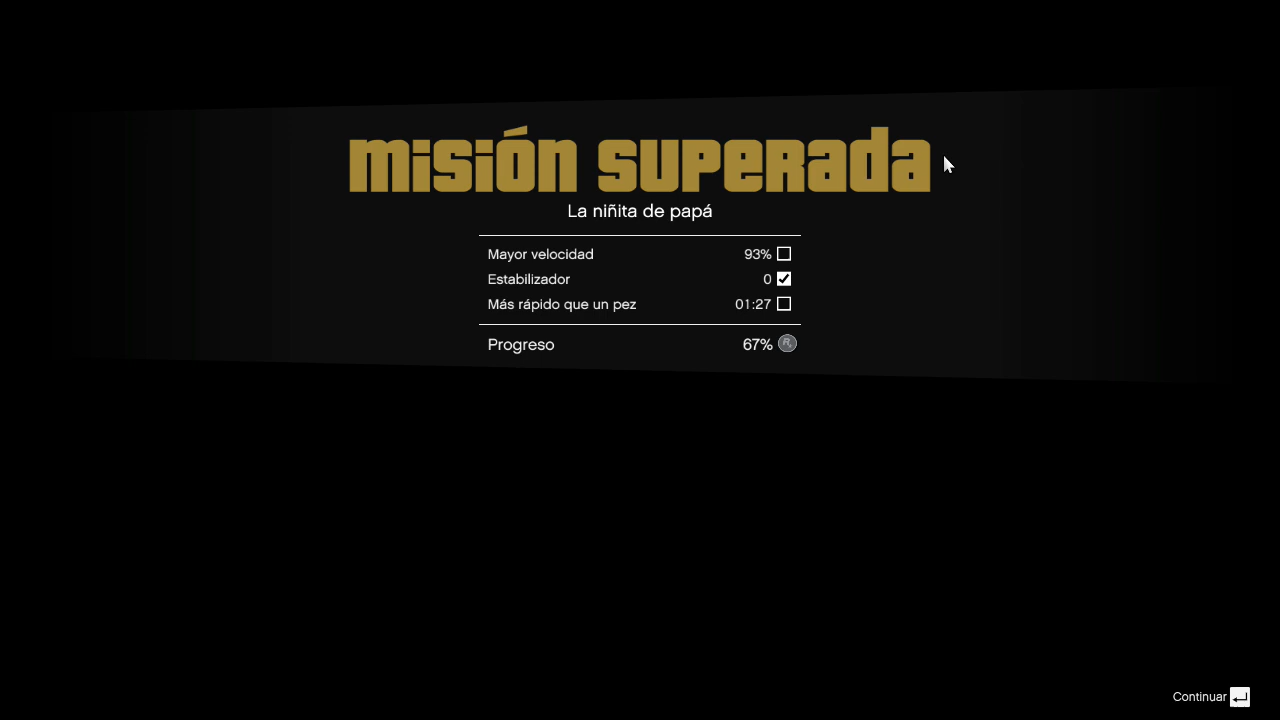 misión superada
La niñita de papá
Mayor velocidad 93%
Estabilizador 0
Más rápido que un pez 01:27
Progreso 67% R*
Continuar